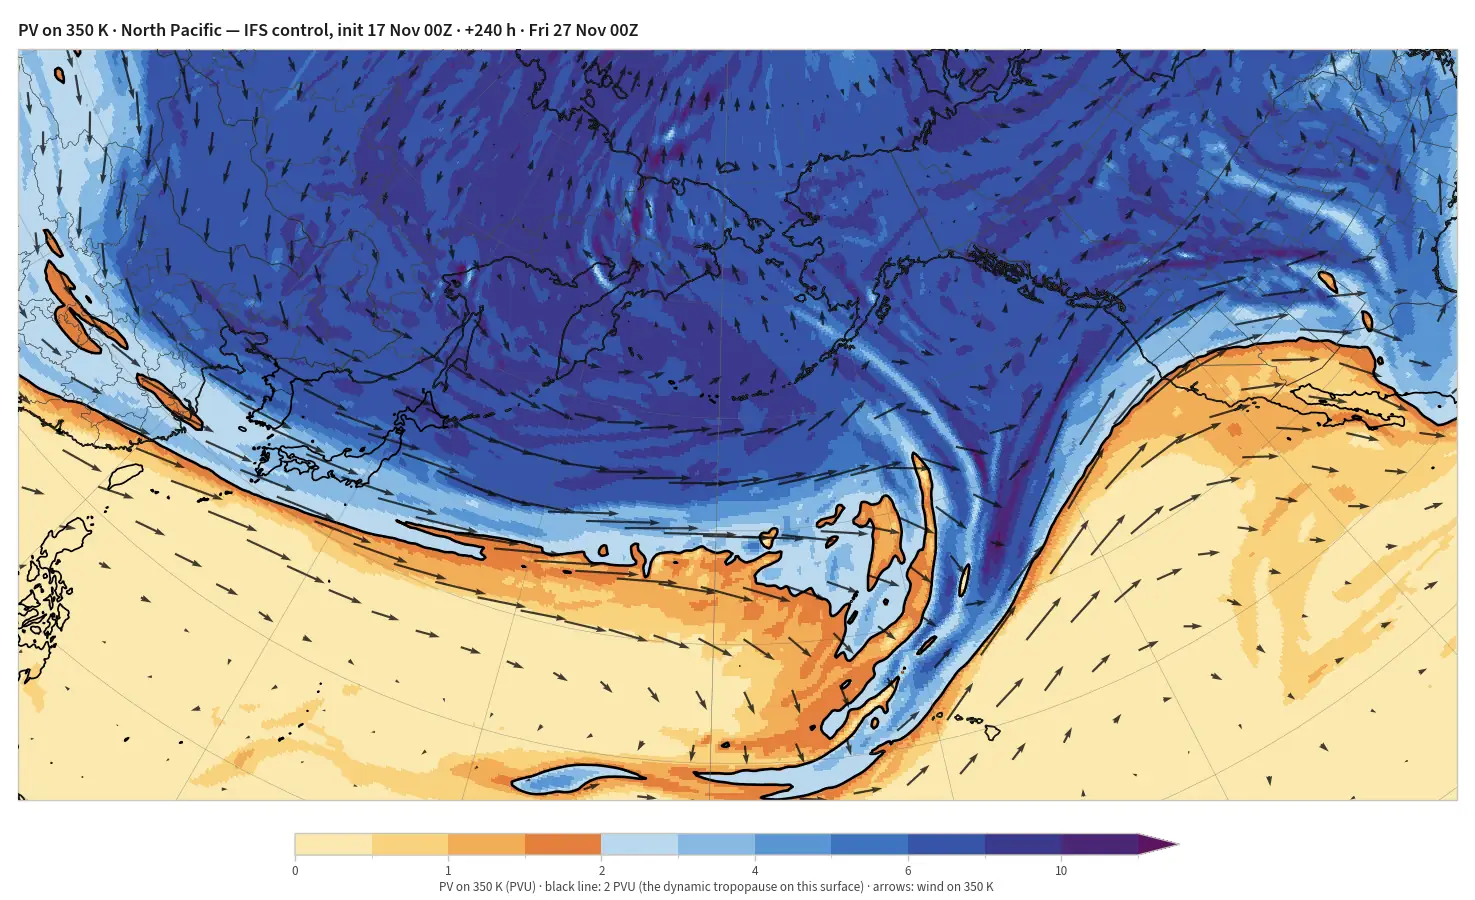 PV on 350 K · North Pacific — IFS control, init 17 Nov 00Z · +240 h · Fri 27 Nov 00Z
0 1 2 4 6 10
PV on 350 K (PVU) · black line: 2 PVU (the dynamic tropopause on this surface) · arrows: wind on 350 K